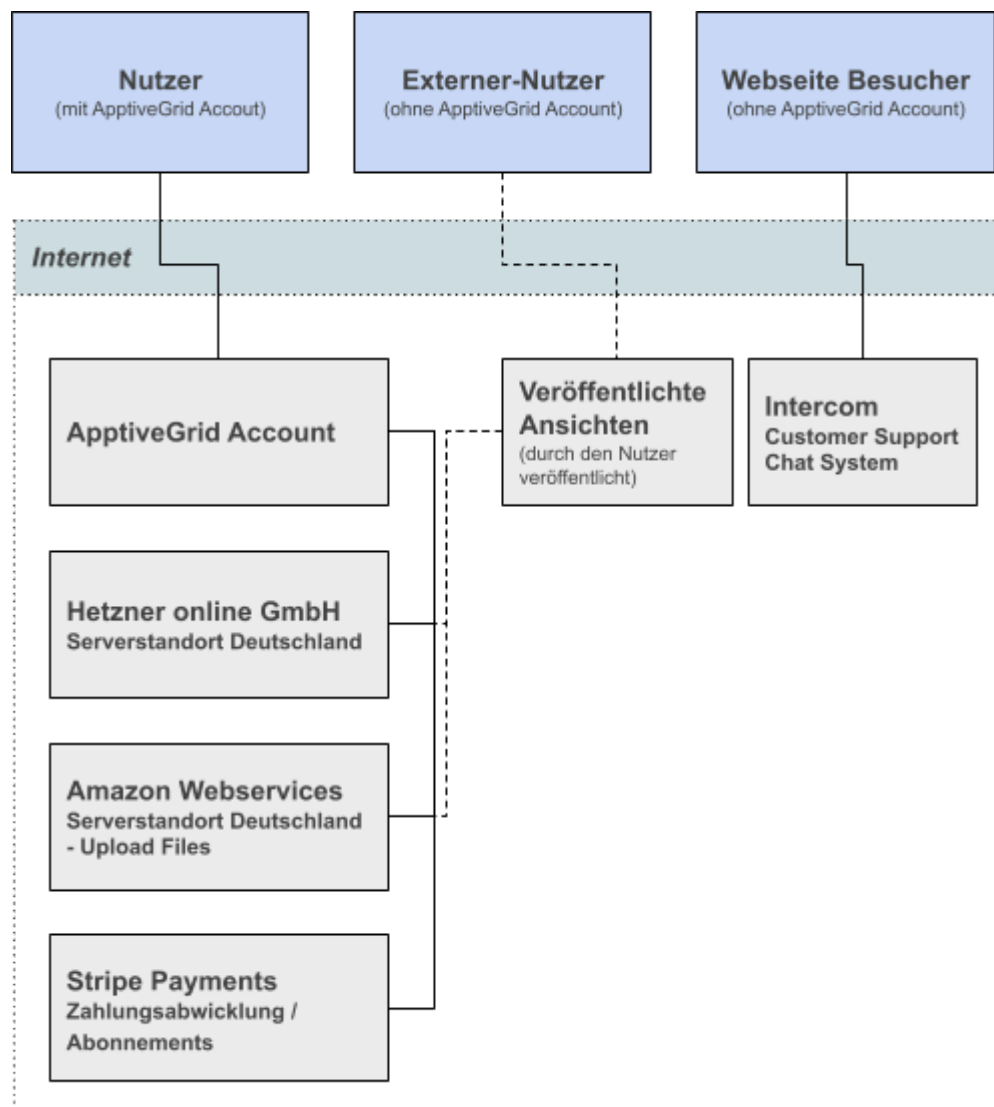 Nutzer
(mit ApptiveGrid Accout)
Externer-Nutzer
(ohne ApptiveGrid Account)
Webseite Besucher
(ohne ApptiveGrid Account)
Internet
ApptiveGrid Account
Veröffentlichte
Ansichten
(durch den Nutzer
veröffentlicht)
Intercom
Customer Support
Chat System
Hetzner online GmbH
Serverstandort Deutschland
Amazon Webservices
Serverstandort Deutschland
- Upload Files
Stripe Payments
Zahlungsabwicklung /
Abonnements